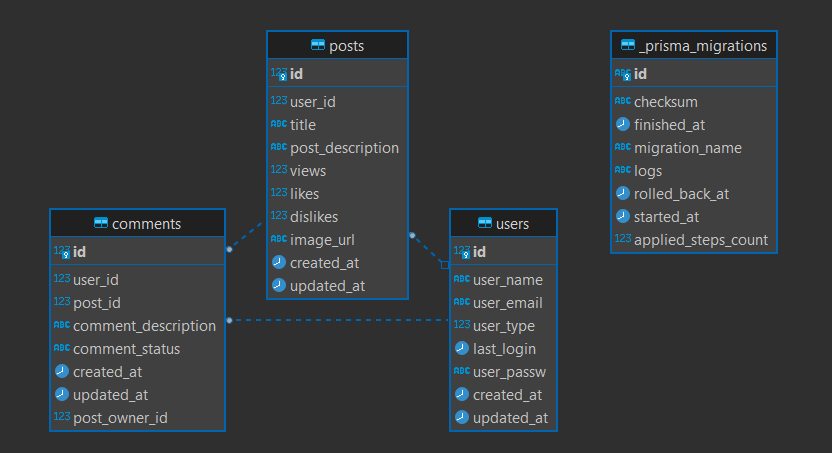 posts
123 id
123 user_id
ABC title
ABC post_description
123 views
123 likes
123 dislikes
ABC image_url
created_at
updated_at
_prisma_migrations
ABC id
ABC checksum
finished_at
ABC migration_name
ABC logs
rolled_back_at
started_at
123 applied_steps_count
comments
123 id
123 user_id
123 post_id
ABC comment_description
ABC comment_status
created_at
updated_at
123 post_owner_id
users
123 id
ABC user_name
ABC user_email
123 user_type
last_login
ABC user_passw
created_at
updated_at